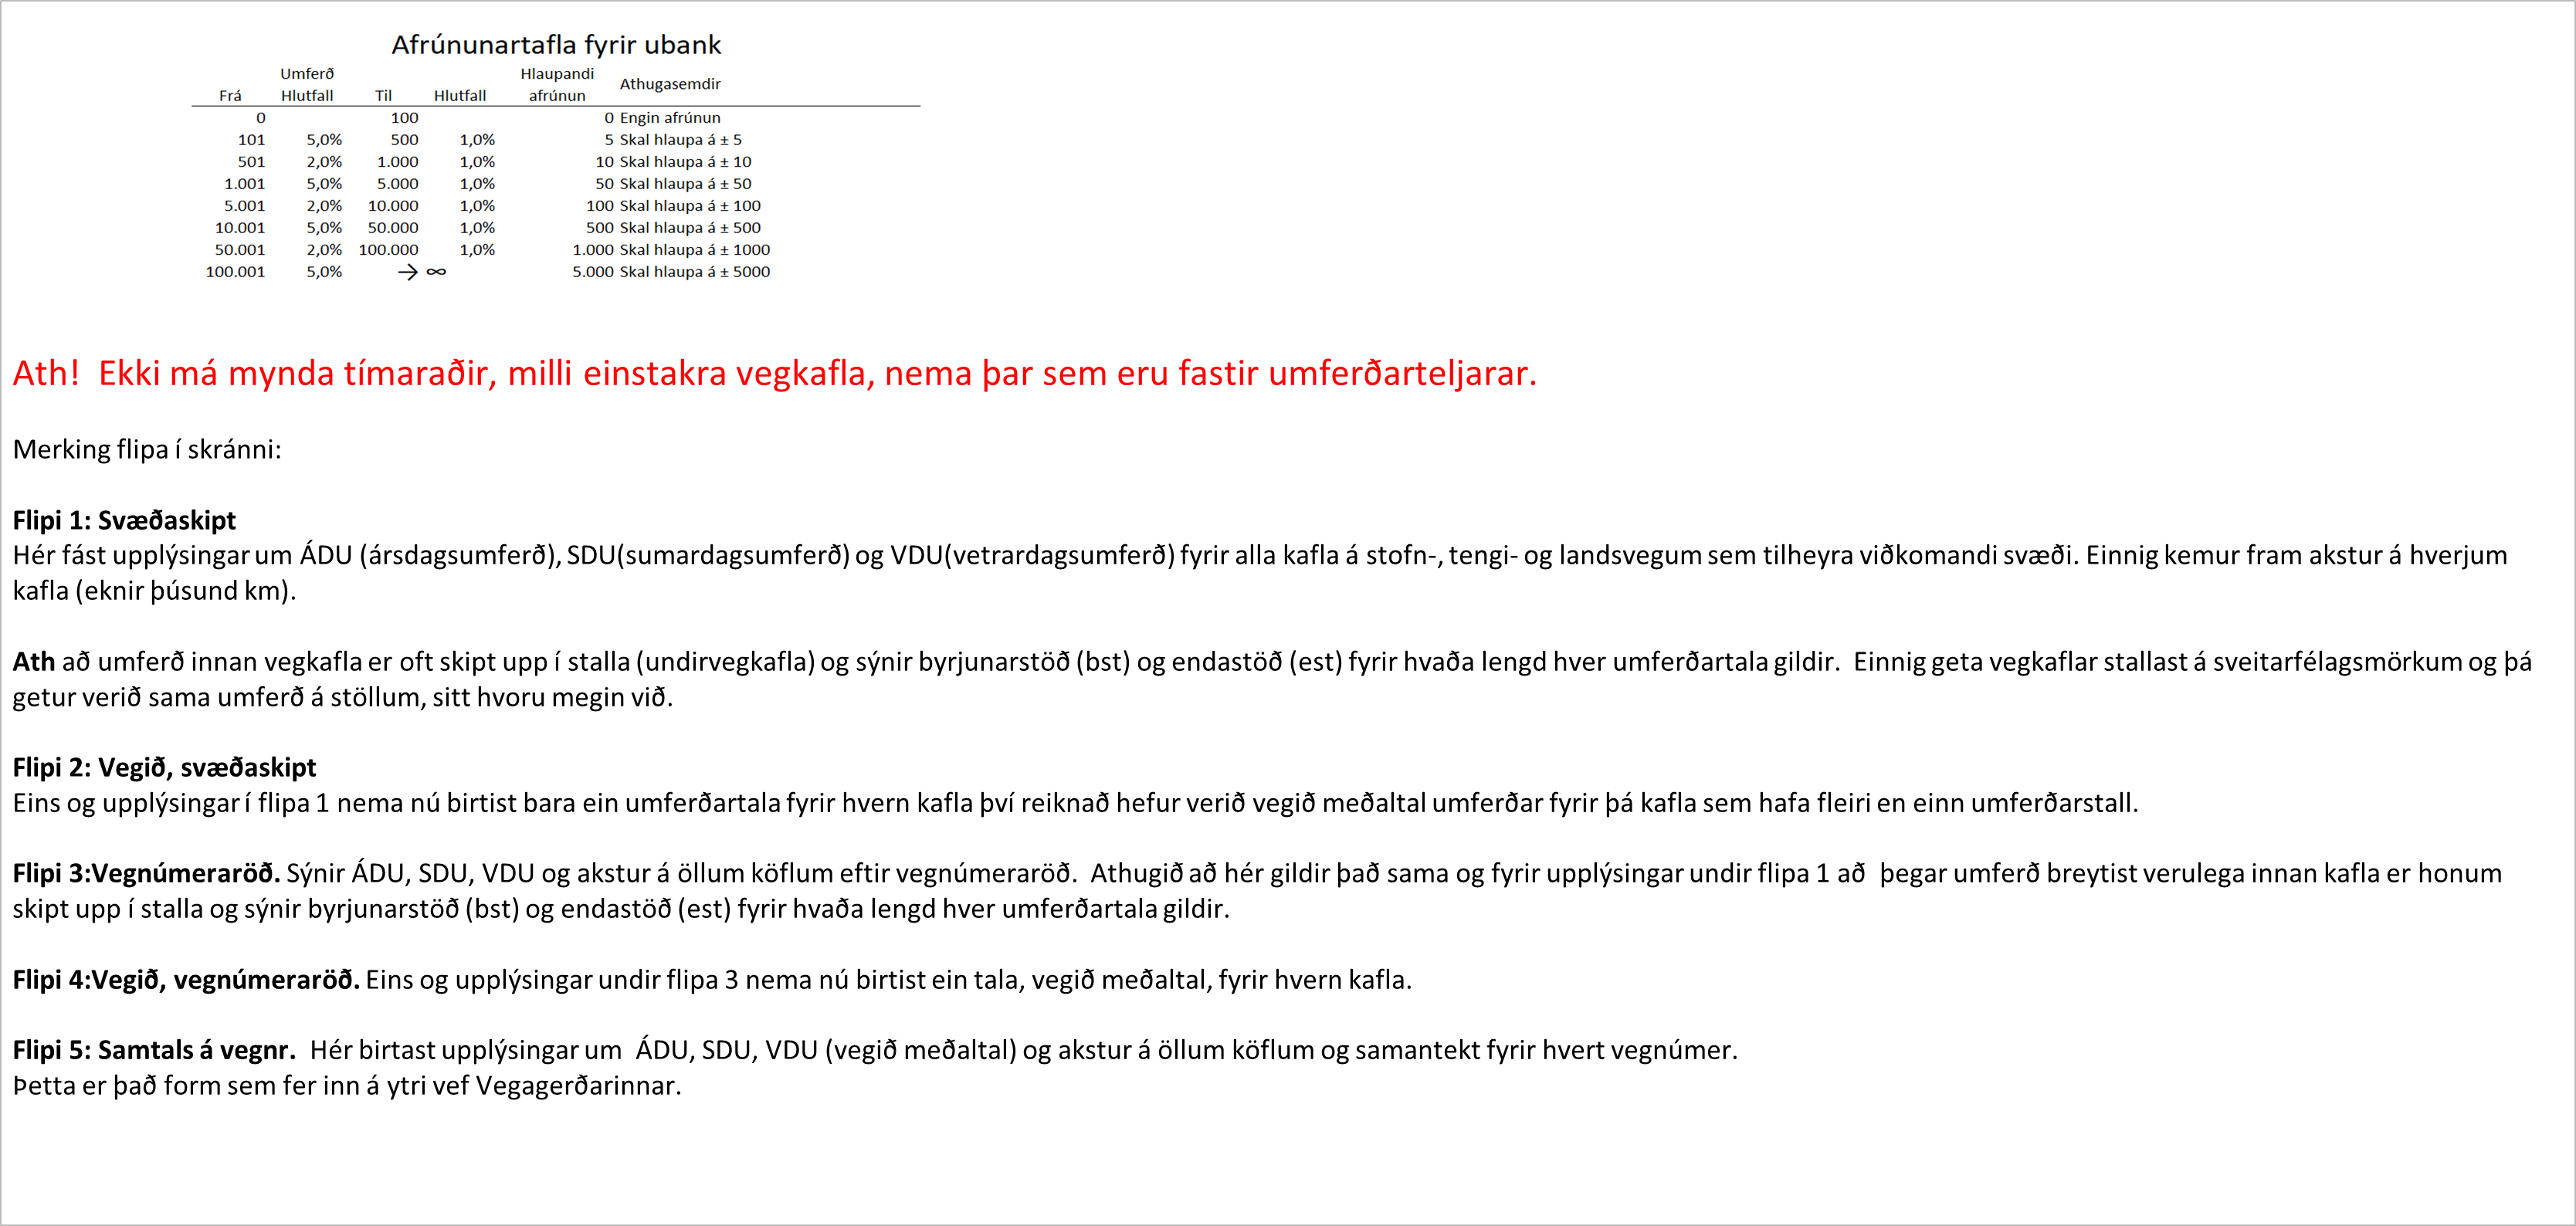 Afrúnunartafla fyrir ubank
Umferð Hlaupandi Athugasemdir
Frá Hlutfall Til Hlutfall afrúnun
0 100 0 Engin afrúnun
101 5,0% 500 1,0% 5 Skal hlaupa á ± 5
501 2,0% 1.000 1,0% 10 Skal hlaupa á ± 10
1.001 5,0% 5.000 1,0% 50 Skal hlaupa á ± 50
5.001 2,0% 10.000 1,0% 100 Skal hlaupa á ± 100
10.001 5,0% 50.000 1,0% 500 Skal hlaupa á ± 500
50.001 2,0% 100.000 1,0% 1.000 Skal hlaupa á ± 1000
100.001 5,0% → ∞ 5.000 Skal hlaupa á ± 5000
Ath! Ekki má mynda tímaraðir, milli einstakra vegkafla, nema þar sem eru fastir umferðarteljarar.
Merking flipa í skránni:
Flipi 1: Svæðaskipt
Hér fást upplýsingar um ÁDU (ársdagsumferð), SDU(sumardagsumferð) og VDU(vetrardagsumferð) fyrir alla kafla á stofn-, tengi- og landsvegum sem tilheyra viðkomandi svæði. Einnig kemur fram akstur á hverjum
kafla (eknir þúsund km).
Ath að umferð innan vegkafla er oft skipt upp í stalla (undirvegkafla) og sýnir byrjunarstöð (bst) og endastöð (est) fyrir hvaða lengd hver umferðartala gildir. Einnig geta vegkaflar stallast á sveitarfélagsmörkum og þá
getur verið sama umferð á stöllum, sitt hvoru megin við.
Flipi 2: Vegið, svæðaskipt
Eins og upplýsingar í flipa 1 nema nú birtist bara ein umferðartala fyrir hvern kafla því reiknað hefur verið vegið meðaltal umferðar fyrir þá kafla sem hafa fleiri en einn umferðarstall.
Flipi 3:Vegnúmeraröð. Sýnir ÁDU, SDU, VDU og akstur á öllum köflum eftir vegnúmeraröð. Athugið að hér gildir það sama og fyrir upplýsingar undir flipa 1 að þegar umferð breytist verulega innan kafla er honum
skipt upp í stalla og sýnir byrjunarstöð (bst) og endastöð (est) fyrir hvaða lengd hver umferðartala gildir.
Flipi 4:Vegið, vegnúmeraröð. Eins og upplýsingar undir flipa 3 nema nú birtist ein tala, vegið meðaltal, fyrir hvern kafla.
Flipi 5: Samtals á vegnr. Hér birtast upplýsingar um ÁDU, SDU, VDU (vegið meðaltal) og akstur á öllum köflum og samantekt fyrir hvert vegnúmer.
Þetta er það form sem fer inn á ytri vef Vegagerðarinnar.